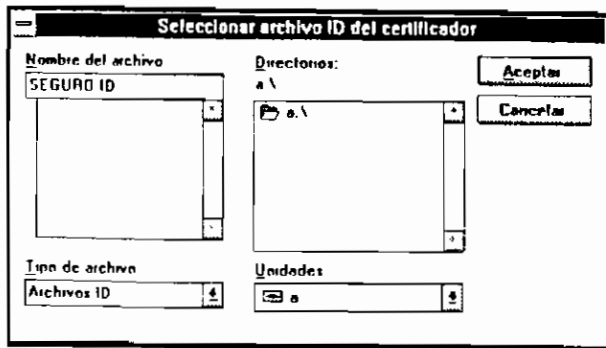 Seleccionar archivo ID del certificador
Nombre del archivo
SEGURO ID
Directorios:
a \
a.\
Aceptar
Cancelar
Tipo de archivo
Archivos ID
Unidades
a